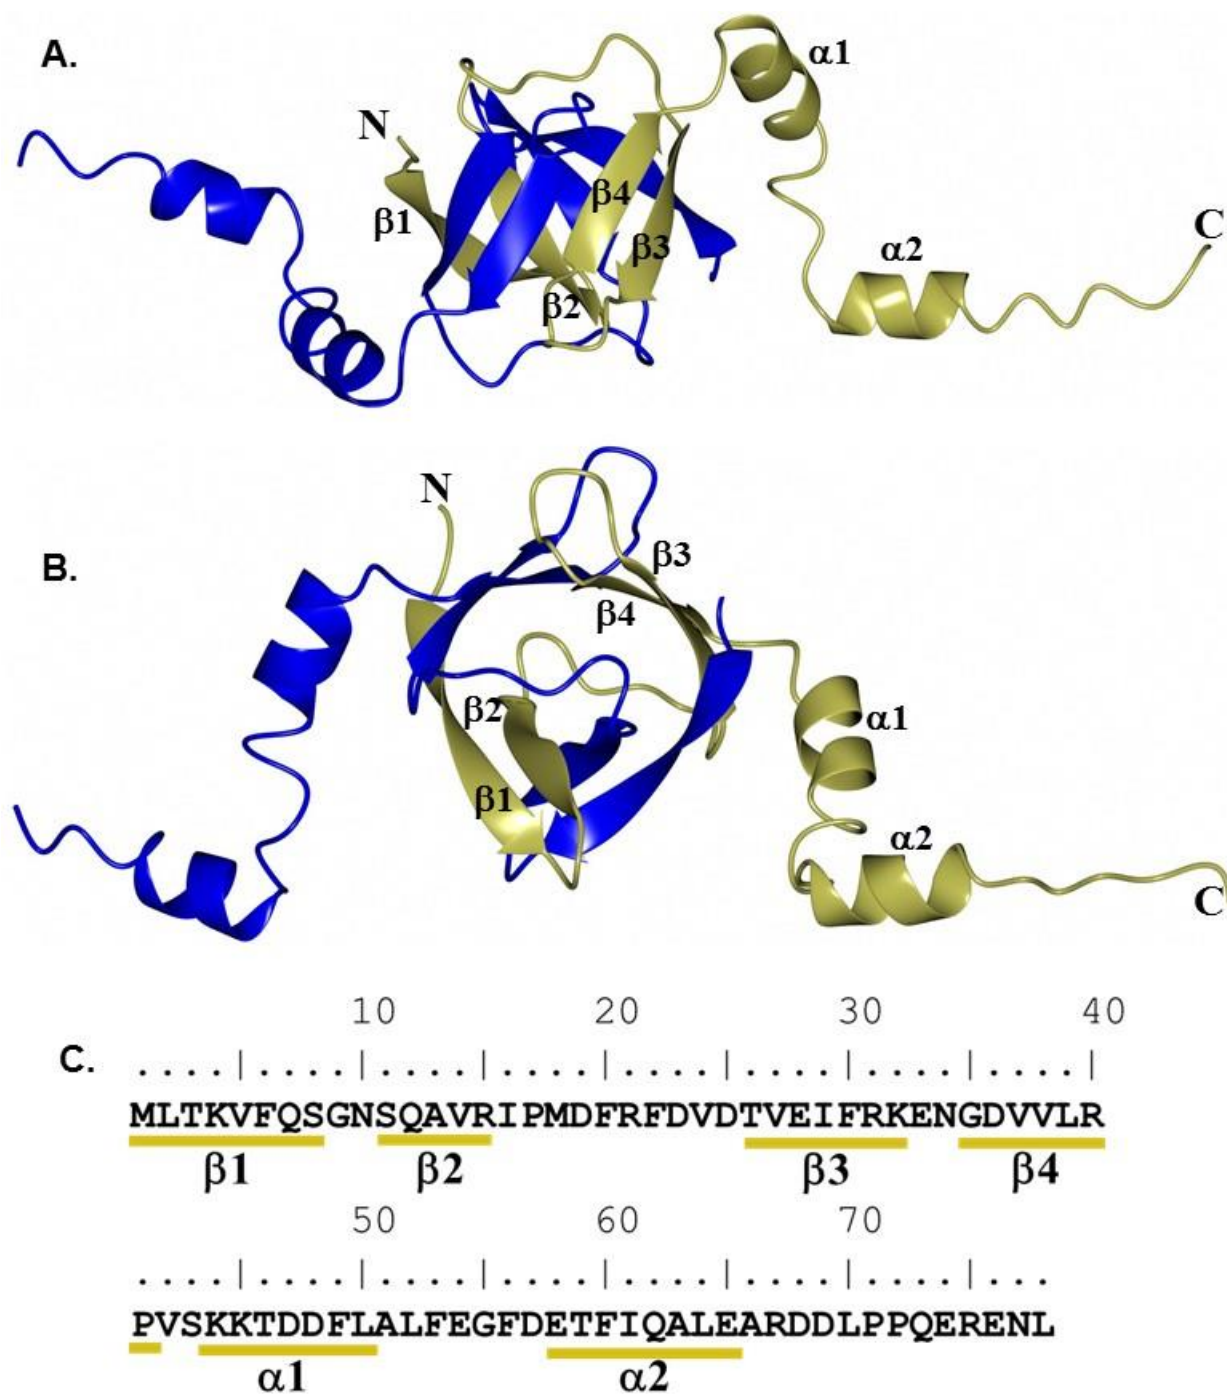 A.
α1
N
β4
β1
β3
C
α2
β2
N
B.
β3
β4
β2
α1
β1
α2
C
10 20 30 40
C.
. . . . | . . . . | . . . . | . . . . | . . . . | . . . . | . . . . | . . . . |
MLTKVFQSGNSQAVRIPMDFRFDVDTVEIFRKENGDVVLR
β1 β2 β3 β4
50 60 70
. . . . | . . . . | . . . . | . . . . | . . . . | . . . . | . . . . | . . .
PVSKKTDDFLALFEGFDETFIQALEARDDLPPQERENL
α1 α2